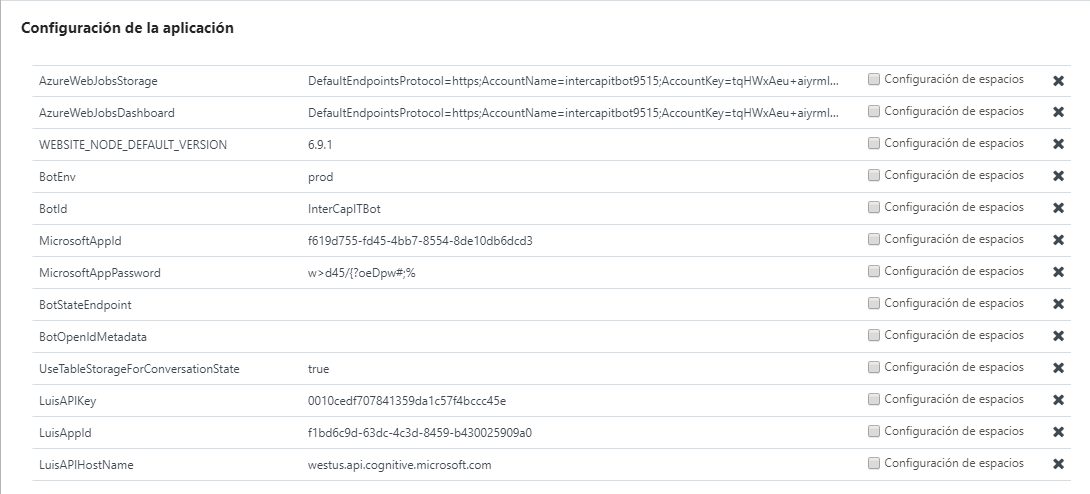 Configuración de la aplicación
AzureWebJobsStorage DefaultEndpointsProtocol=https;AccountName=intercapitbot9515;AccountKey=tqHWxAeu+aiyrml... Configuración de espacios
AzureWebJobsDashboard DefaultEndpointsProtocol=https;AccountName=intercapitbot9515;AccountKey=tqHWxAeu+aiyrml... Configuración de espacios
WEBSITE_NODE_DEFAULT_VERSION 6.9.1 Configuración de espacios
BotEnv prod Configuración de espacios
BotId InterCapITBot Configuración de espacios
MicrosoftAppId f619d755-fd45-4bb7-8554-8de10db6dcd3 Configuración de espacios
MicrosoftAppPassword w>d45/{?oeDpw#;% Configuración de espacios
BotStateEndpoint Configuración de espacios
BotOpenIdMetadata Configuración de espacios
UseTableStorageForConversationState true Configuración de espacios
LuisAPIKey 0010cedf707841359da1c57f4bccc45e Configuración de espacios
LuisAppId f1bd6c9d-63dc-4c3d-8459-b430025909a0 Configuración de espacios
LuisAPIHostName westus.api.cognitive.microsoft.com Configuración de espacios